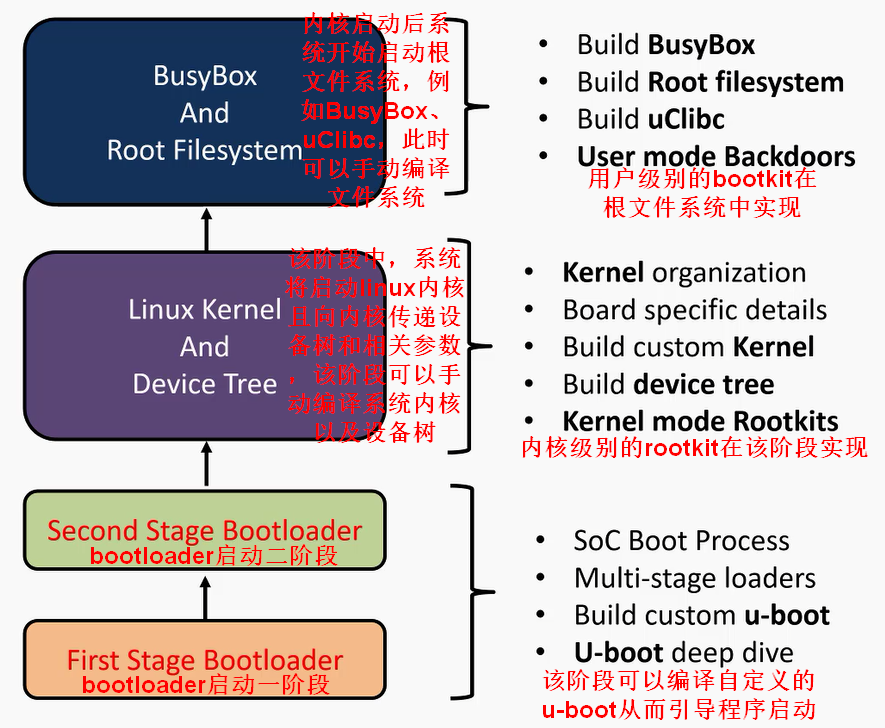 BusyBox
And
Root Filesystem
内核启动后系
统开始启动根
文件系统，例
如BusyBox、
uClibc，此时
可以手动编译
文件系统
• Build BusyBox
• Build Root filesystem
• Build uClibc
• User mode Backdoors
用户级别的bootkit在
根文件系统中实现
Linux Kernel
And
Device Tree
该阶段中，系统
将启动linux内核
且向内核传递设
备树和相关参数
，该阶段可以手
动编译系统内核
以及设备树
• Kernel organization
• Board specific details
• Build custom Kernel
• Build device tree
• Kernel mode Rootkits
内核级别的rootkit在该阶段实现
Second Stage Bootloader
bootloader启动二阶段
First Stage Bootloader
bootloader启动一阶段
• SoC Boot Process
• Multi-stage loaders
• Build custom u-boot
• U-boot deep dive
该阶段可以编译自定义的
u-boot从而引导程序启动